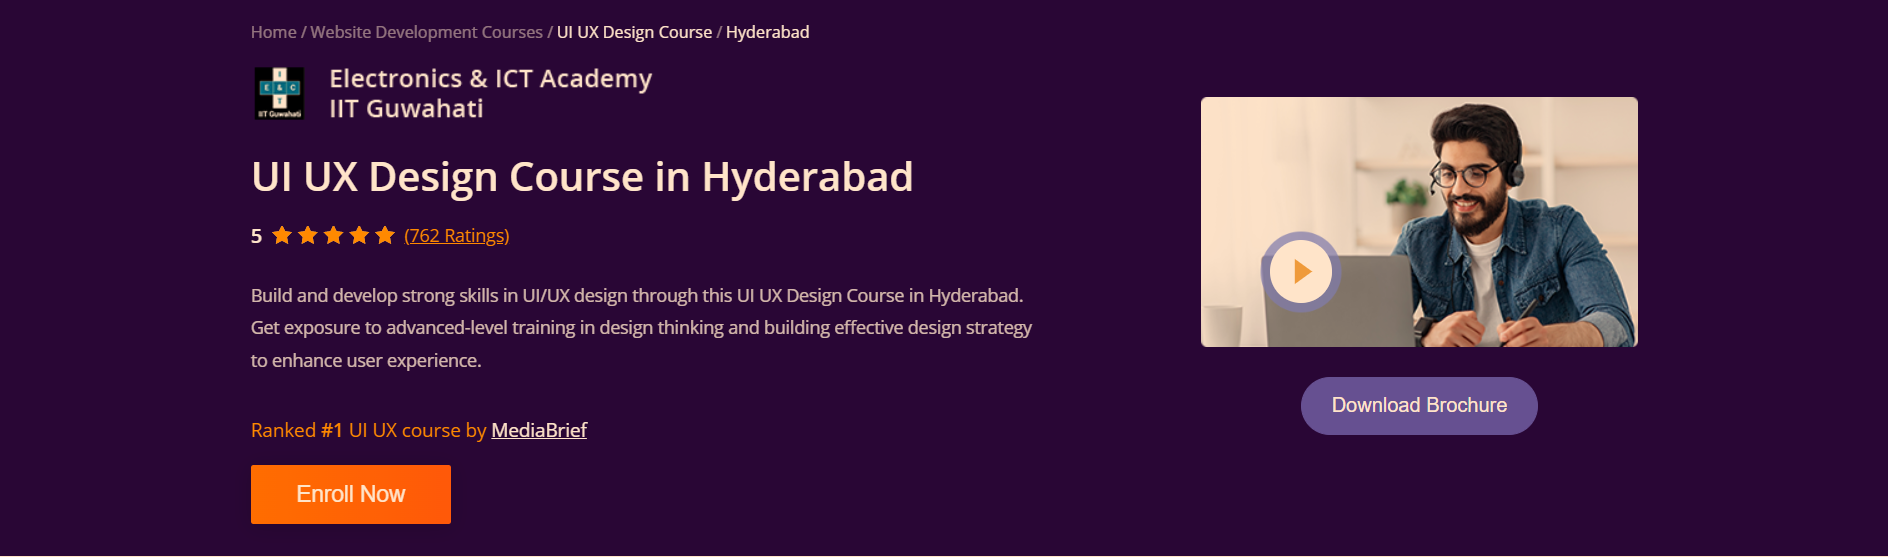 Home / Website Development Courses / UI UX Design Course / Hyderabad
I
E & C
T
IIT Guwahati
Electronics & ICT Academy
IIT Guwahati
UI UX Design Course in Hyderabad
5 (762 Ratings)
Build and develop strong skills in UI/UX design through this UI UX Design Course in Hyderabad.
Get exposure to advanced-level training in design thinking and building effective design strategy
to enhance user experience.
Ranked #1 UI UX course by MediaBrief
Enroll Now
Download Brochure